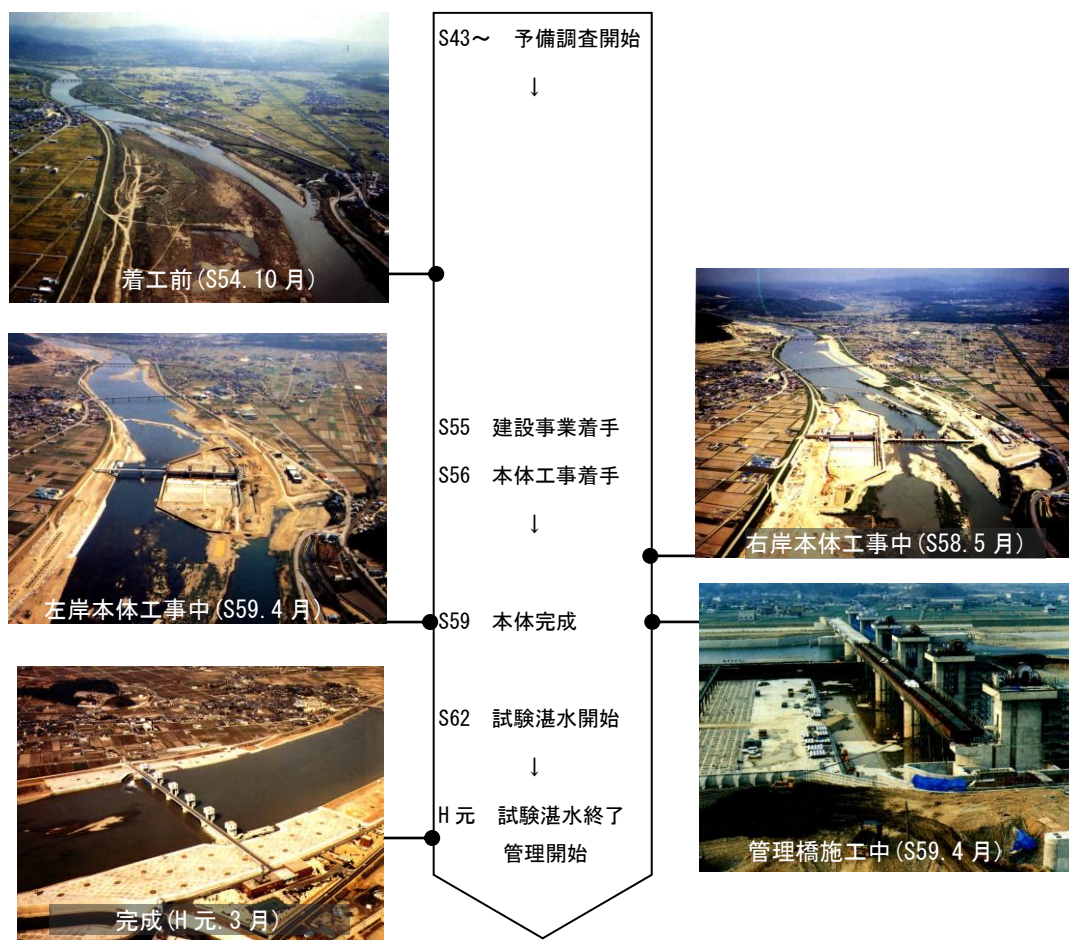 S43～ 予備調査開始
↓
着工前(S54.10月)
S55 建設事業着手
S56 本体工事着手
↓
右岸本体工事中(S58.5月)
左岸本体工事中(S59.4月)
S59 本体完成
S62 試験湛水開始
↓
H元 試験湛水終了
管理開始
管理橋施工中(S59.4月)
完成(H元.3月)